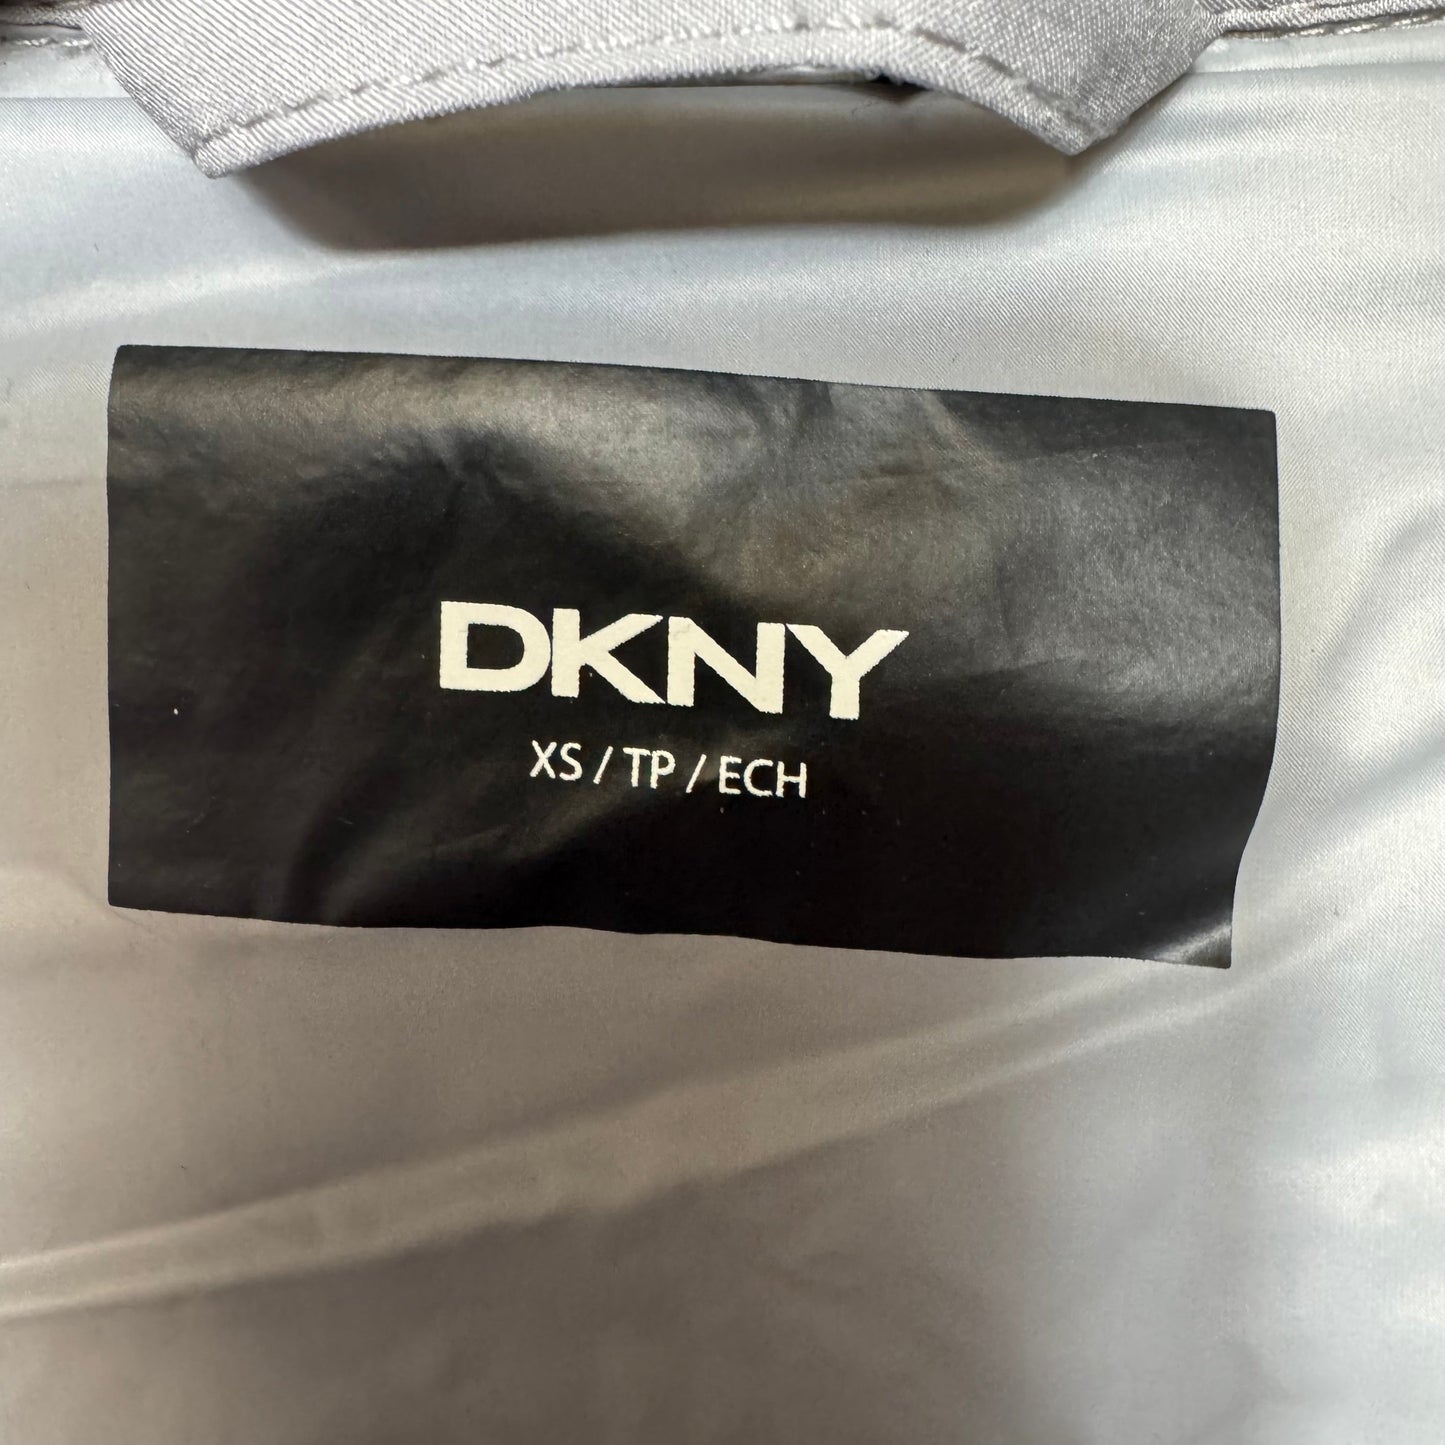 DKNY
XS / TP / ECH